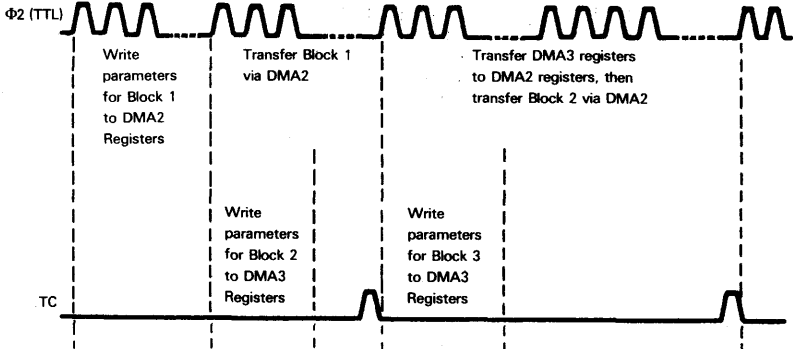 Φ2 (TTL)
Write
parameters
for Block 1
to DMA2
Registers
Transfer Block 1
via DMA2
Transfer DMA3 registers
to DMA2 registers, then
transfer Block 2 via DMA2
Write
parameters
for Block 2
to DMA3
Registers
Write
parameters
for Block 3
to DMA3
Registers
TC